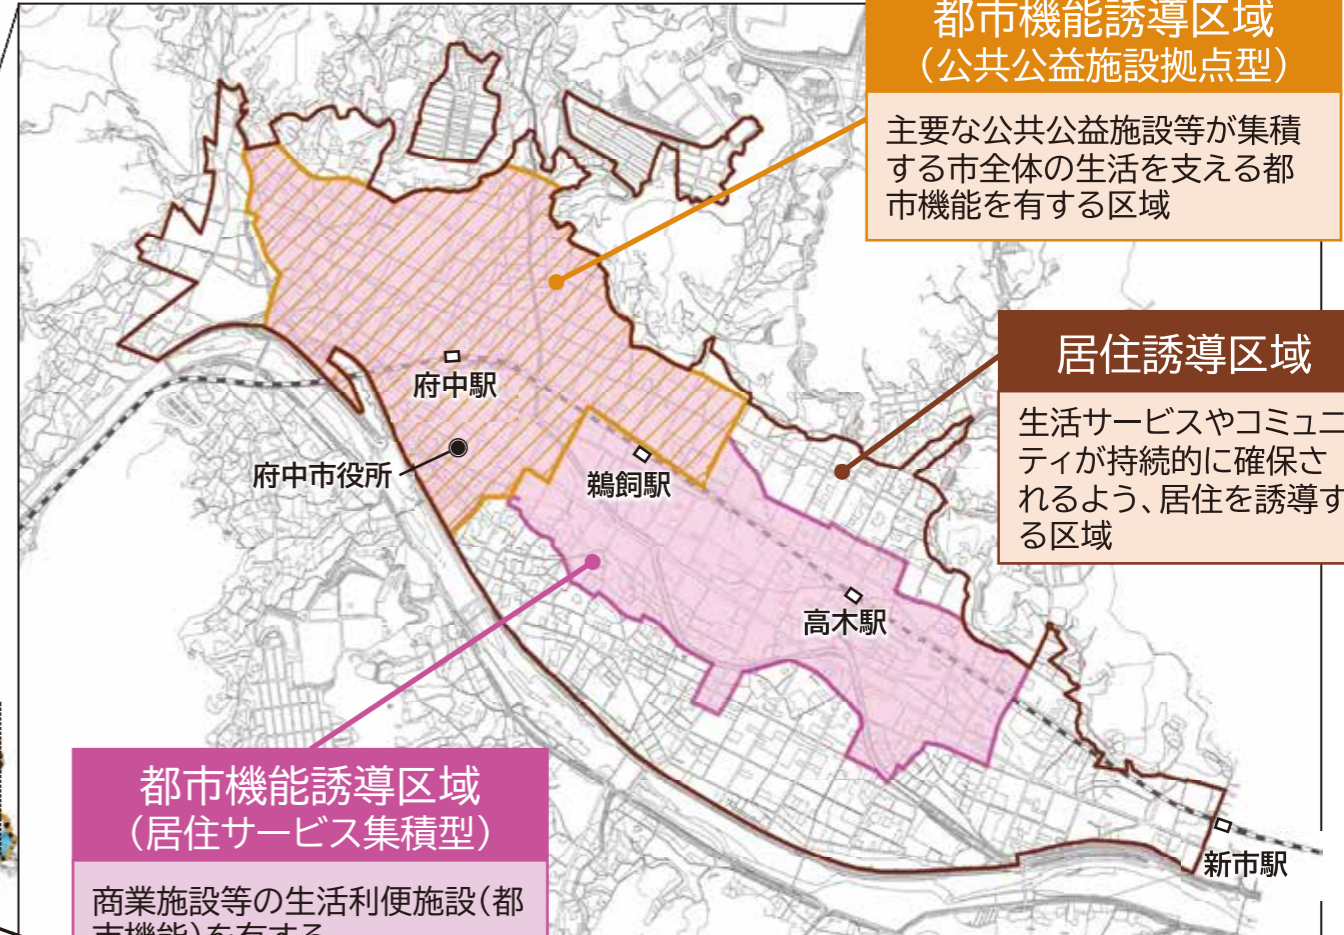 都市機能誘導区域
（公共公益施設拠点型）
主要な公共公益施設等が集積
する市全体の生活を支える都
市機能を有する区域
居住誘導区域
生活サービスやコミュニ
ティが持続的に確保さ
れるよう、居住を誘導す
る区域
府中駅
府中市役所
鵜飼駅
高木駅
新市駅
都市機能誘導区域
（居住サービス集積型）
商業施設等の生活利便施設（都
市機能）を有する